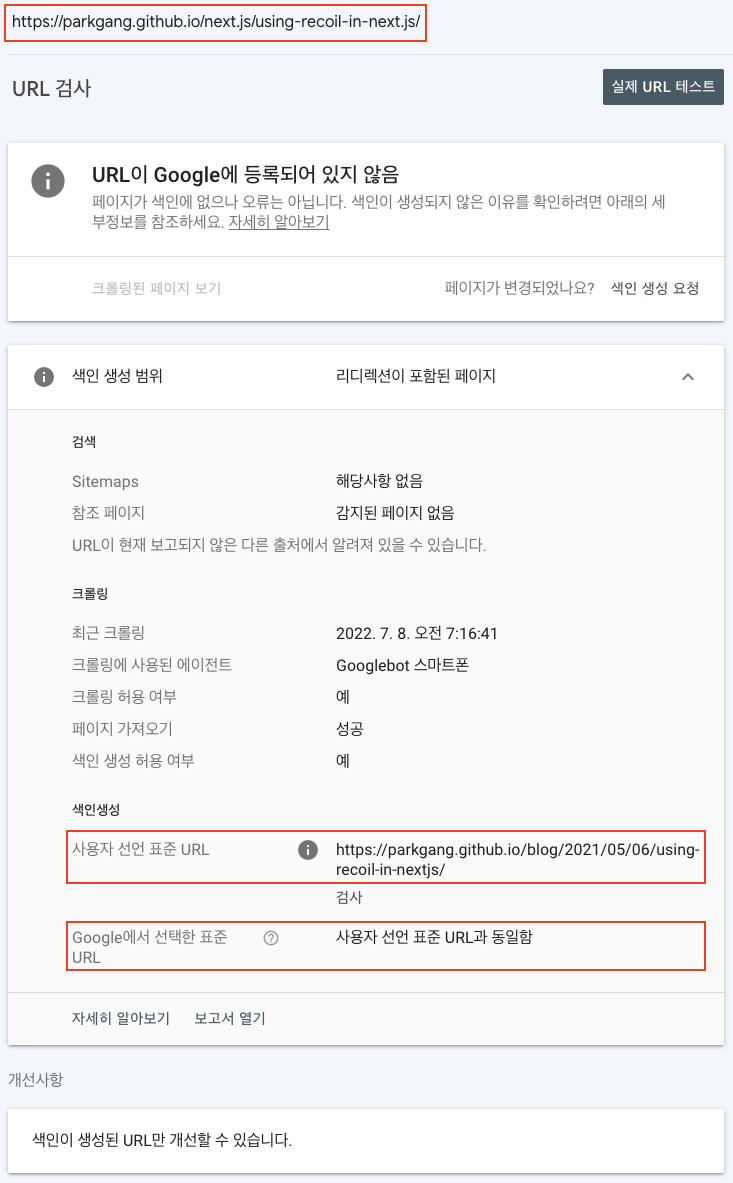 https://parkgang.github.io/next.js/using-recoil-in-next.js/
URL 검사
실제 URL 테스트
URL이 Google에 등록되어 있지 않음
페이지가 색인에 없으나 오류는 아닙니다. 색인이 생성되지 않은 이유를 확인하려면 아래의 세
부정보를 참조하세요. 자세히 알아보기
크롤링된 페이지 보기
페이지가 변경되었나요? 색인 생성 요청
색인 생성 범위
리디렉션이 포함된 페이지
검색
Sitemaps
해당사항 없음
참조 페이지
감지된 페이지 없음
URL이 현재 보고되지 않은 다른 출처에서 알려져 있을 수 있습니다.
크롤링
최근 크롤링
2022. 7. 8. 오전 7:16:41
크롤링에 사용된 에이전트
Googlebot 스마트폰
크롤링 허용 여부
예
페이지 가져오기
성공
색인 생성 허용 여부
예
색인생성
사용자 선언 표준 URL
https://parkgang.github.io/blog/2021/05/06/using-
recoil-in-nextjs/
검사
Google에서 선택한 표준
URL
사용자 선언 표준 URL과 동일함
자세히 알아보기
보고서 열기
개선사항
색인이 생성된 URL만 개선할 수 있습니다.